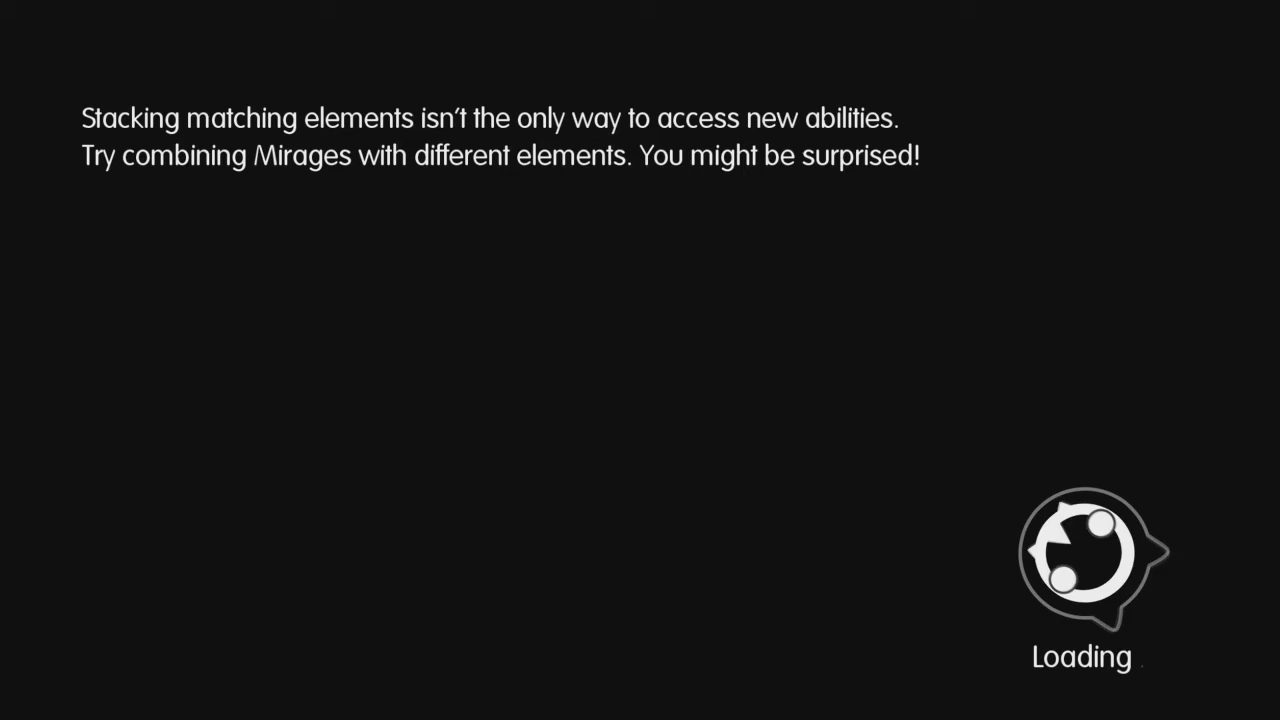 Stacking matching elements isn't the only way to access new abilities.
Try combining Mirages with different elements. You might be surprised!
Loading .